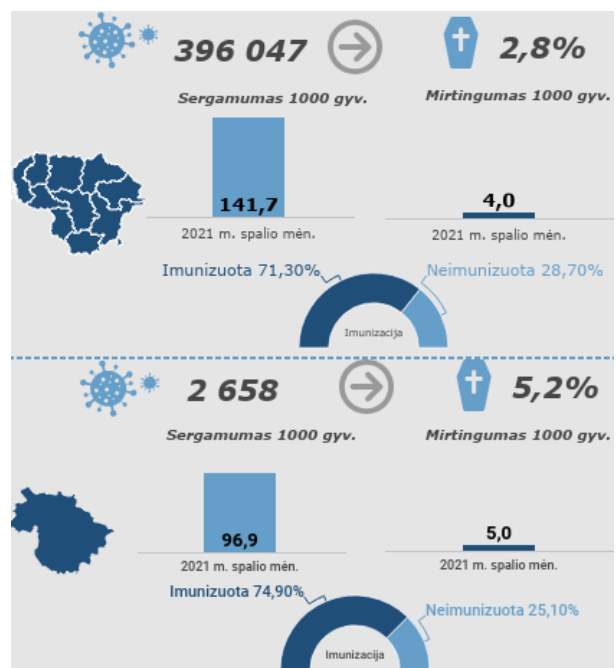 396 047
2,8%
Sergamumas 1000 gyv.
Mirtingumas 1000 gyv.
141,7
4,0
2021 m. spalio mėn.
2021 m. spalio mėn.
Imunizuota 71,30%
Neimunizuota 28,70%
Imunizacija
2 658
5,2%
Sergamumas 1000 gyv.
Mirtingumas 1000 gyv.
96,9
5,0
2021 m. spalio mėn.
2021 m. spalio mėn.
Imunizuota 74,90%
Neimunizuota 25,10%
Imunizacija